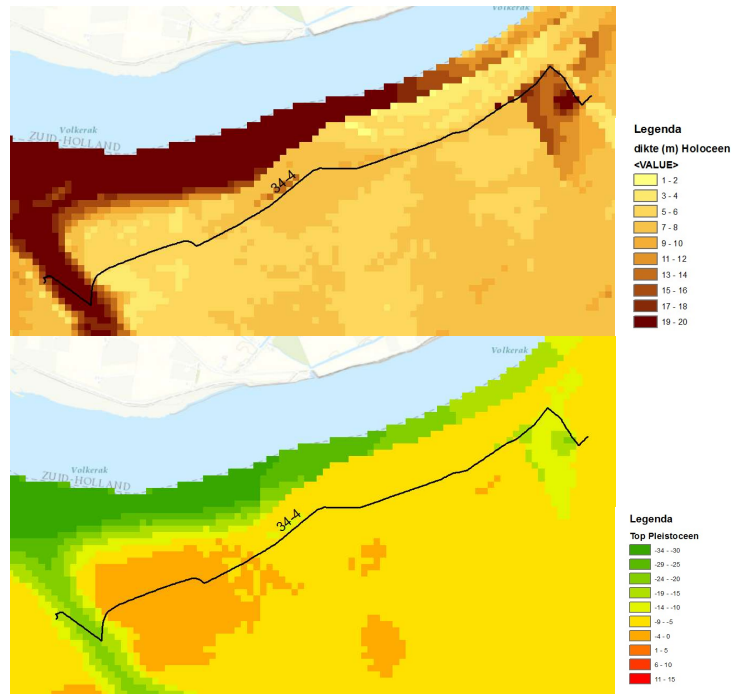 Volkerak
Volkerak
ZUID-HOLLAND
34-4
Legenda
dikte (m) Holoceen
<VALUE>
1 - 2
3 - 4
5 - 6
7 - 8
9 - 10
11 - 12
13 - 14
15 - 16
17 - 18
19 - 20
Volkerak
Volkerak
ZUID-HOLLAND
34-4
Legenda
Top Pleistoceen
-34 - -30
-29 - -25
-24 - -20
-19 - -15
-14 - -10
-9 - -5
-4 - 0
1 - 5
6 - 10
11 - 15